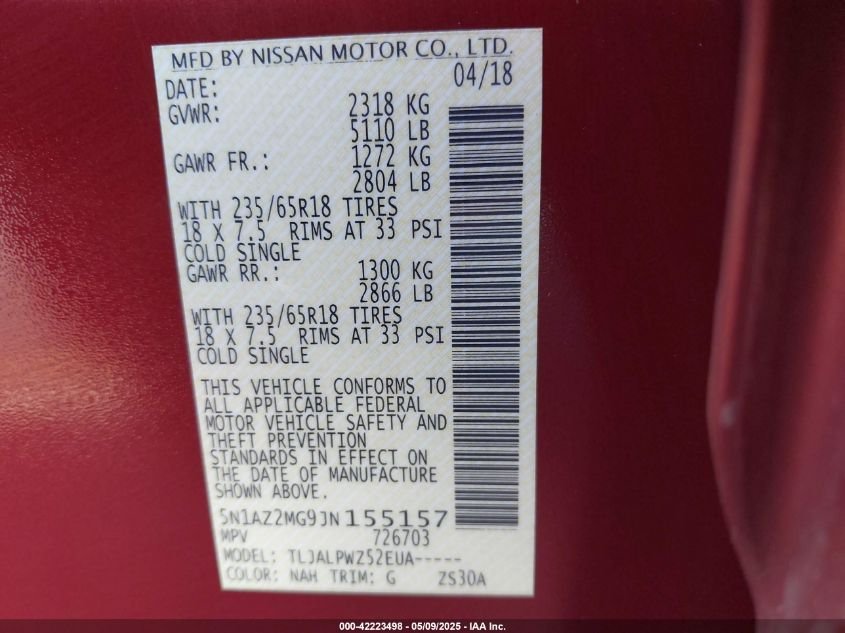 MFD BY NISSAN MOTOR CO., LTD.
DATE: 04/18
GVWR: 2318 KG
5110 LB
GAWR FR.: 1272 KG
2804 LB
WITH 235/65R18 TIRES
18 X 7.5 RIMS AT 33 PSI
COLD SINGLE
GAWR RR.: 1300 KG
2866 LB
WITH 235/65R18 TIRES
18 X 7.5 RIMS AT 33 PSI
COLD SINGLE
THIS VEHICLE CONFORMS TO
ALL APPLICABLE FEDERAL
MOTOR VEHICLE SAFETY AND
THEFT PREVENTION
STANDARDS IN EFFECT ON
THE DATE OF MANUFACTURE
SHOWN ABOVE.
5N1AZ2MG9JN155157
MPV 726703
MODEL: TLJALPWZ52EUA-----
COLOR: NAH TRIM: G ZS30A
000-42223498 - 05/09/2025 - IAA Inc.